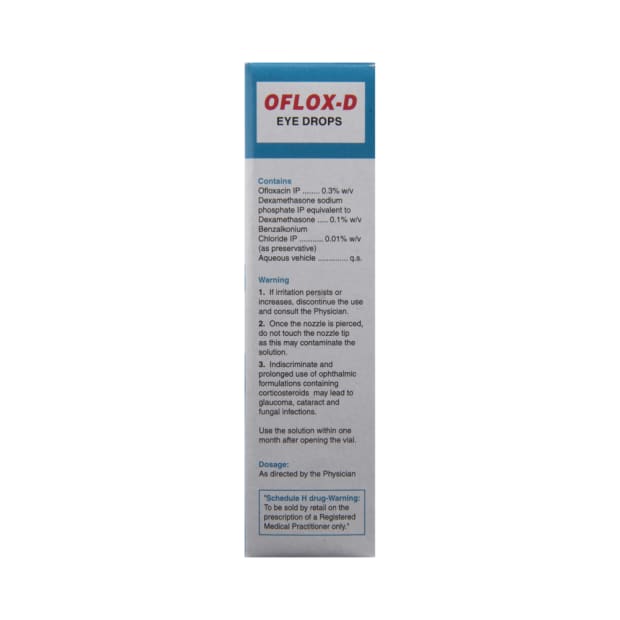 OFLOX-D
EYE DROPS
Contains
Ofloxacin IP ........ 0.3% w/v
Dexamethasone sodium
phosphate IP equivalent to
Dexamethasone ..... 0.1% w/v
Benzalkonium
Chloride IP ........... 0.01% w/v
(as preservative)
Aqueous vehicle .............. q.s.
Warning
1. If irritation persists or
increases, discontinue the use
and consult the Physician.
2. Once the nozzle is pierced,
do not touch the nozzle tip
as this may contaminate the
solution.
3. Indiscriminate and
prolonged use of ophthalmic
formulations containing
corticosteroids may lead to
glaucoma, cataract and
fungal infections.
Use the solution within one
month after opening the vial.
Dosage:
As directed by the Physician
"Schedule H drug-Warning:
To be sold by retail on the
prescription of a Registered
Medical Practitioner only."